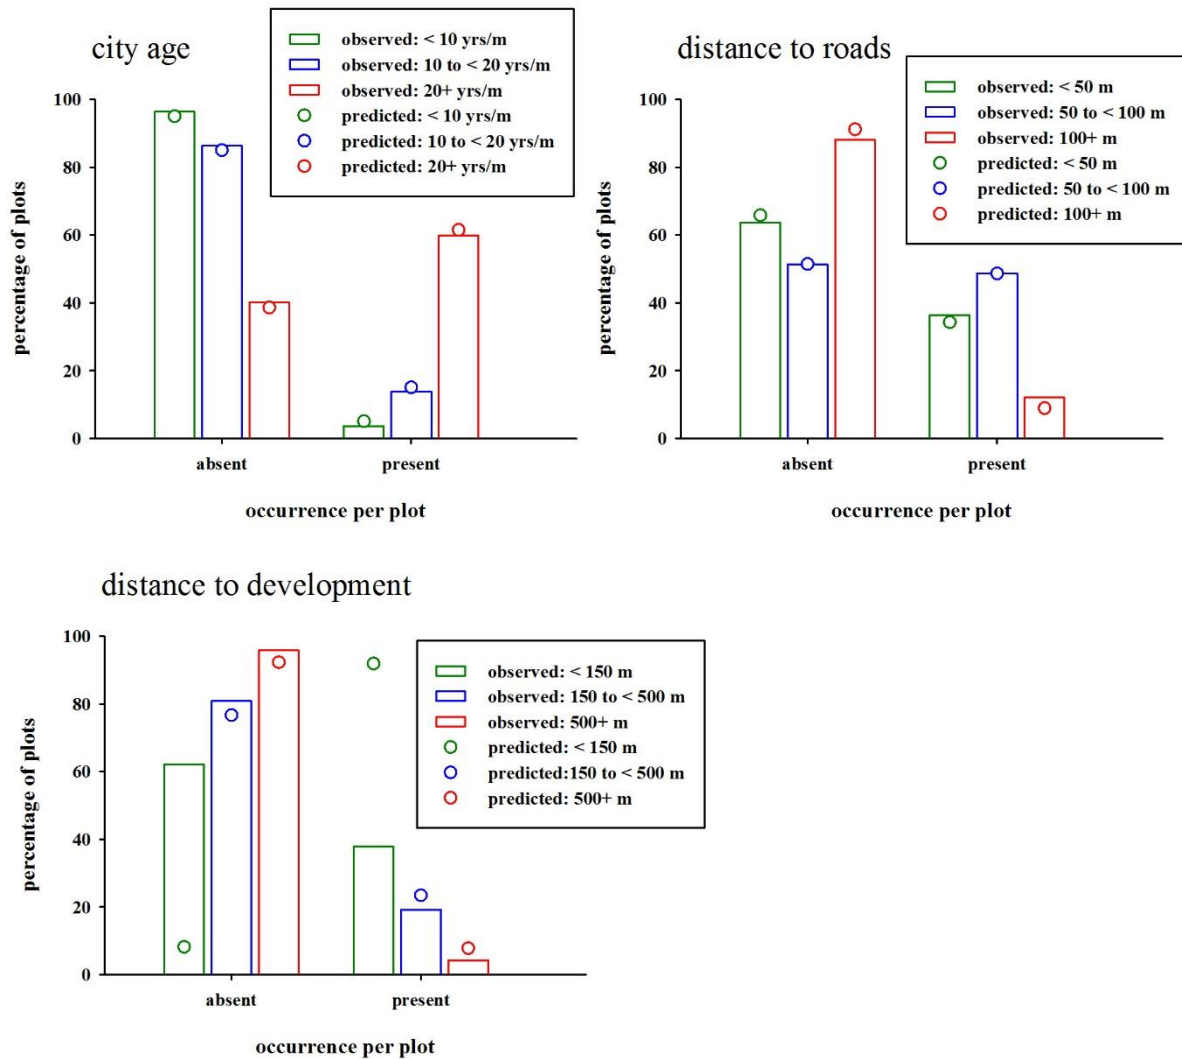 city age
observed: < 10 yrs/m
observed: 10 to < 20 yrs/m
observed: 20+ yrs/m
predicted: < 10 yrs/m
predicted: 10 to < 20 yrs/m
predicted: 20+ yrs/m
100
80
60
40
20
0
percentage of plots
absent
present
occurrence per plot
distance to roads
observed: < 50 m
observed: 50 to < 100 m
observed: 100+ m
predicted: < 50 m
predicted: 50 to < 100 m
predicted: 100+ m
100
80
60
40
20
0
percentage of plots
absent
present
occurrence per plot
distance to development
observed: < 150 m
observed: 150 to < 500 m
observed: 500+ m
predicted: < 150 m
predicted:150 to < 500 m
predicted: 500+ m
100
80
60
40
20
0
percentage of plots
absent
present
occurrence per plot